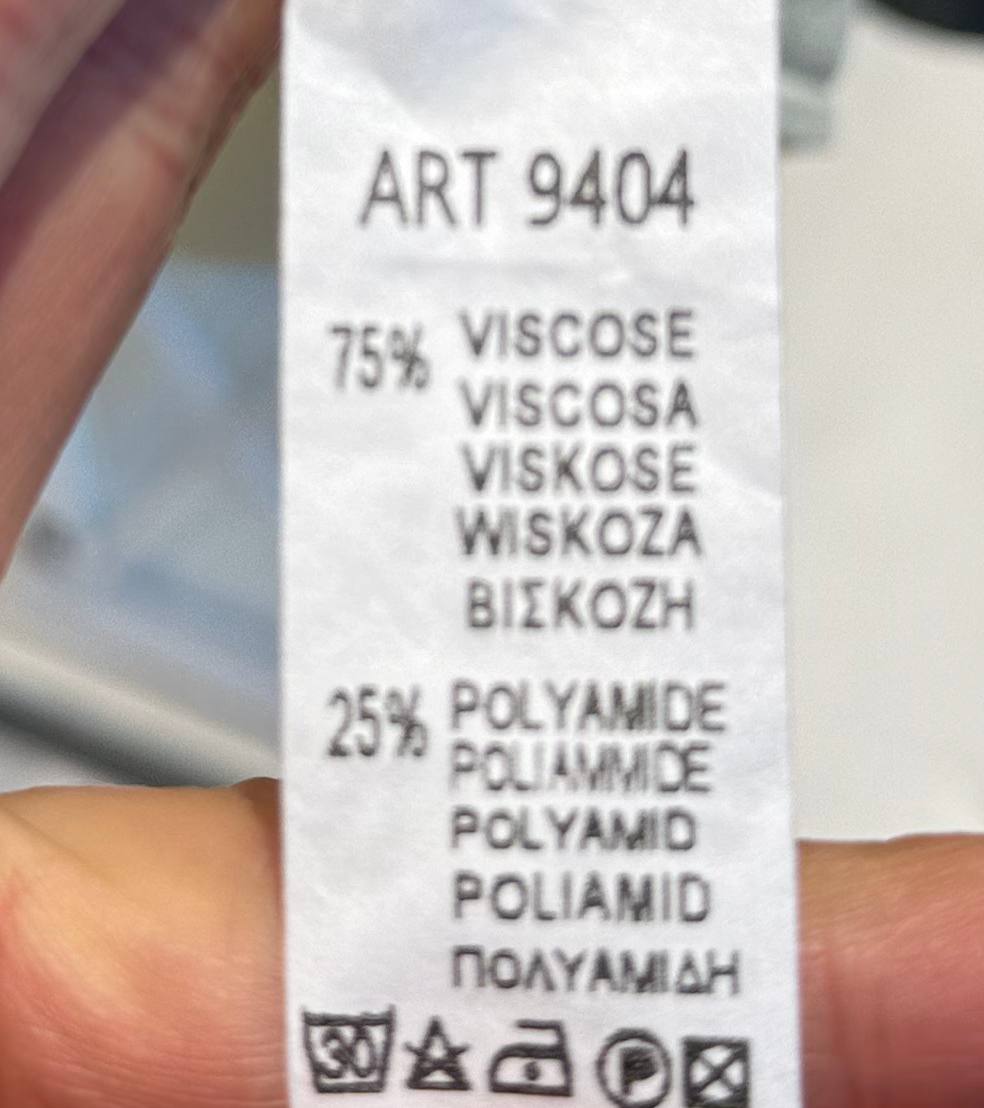 ART 9404
75% VISCOSE
VISCOSA
VISKOSE
WISKOZA
ΒΙΣΚΟΖΗ
25% POLYAMIDE
POLIAMMIDE
POLYAMID
POLIAMID
ΠΟΛΥΑΜΙΔΗ
30 P